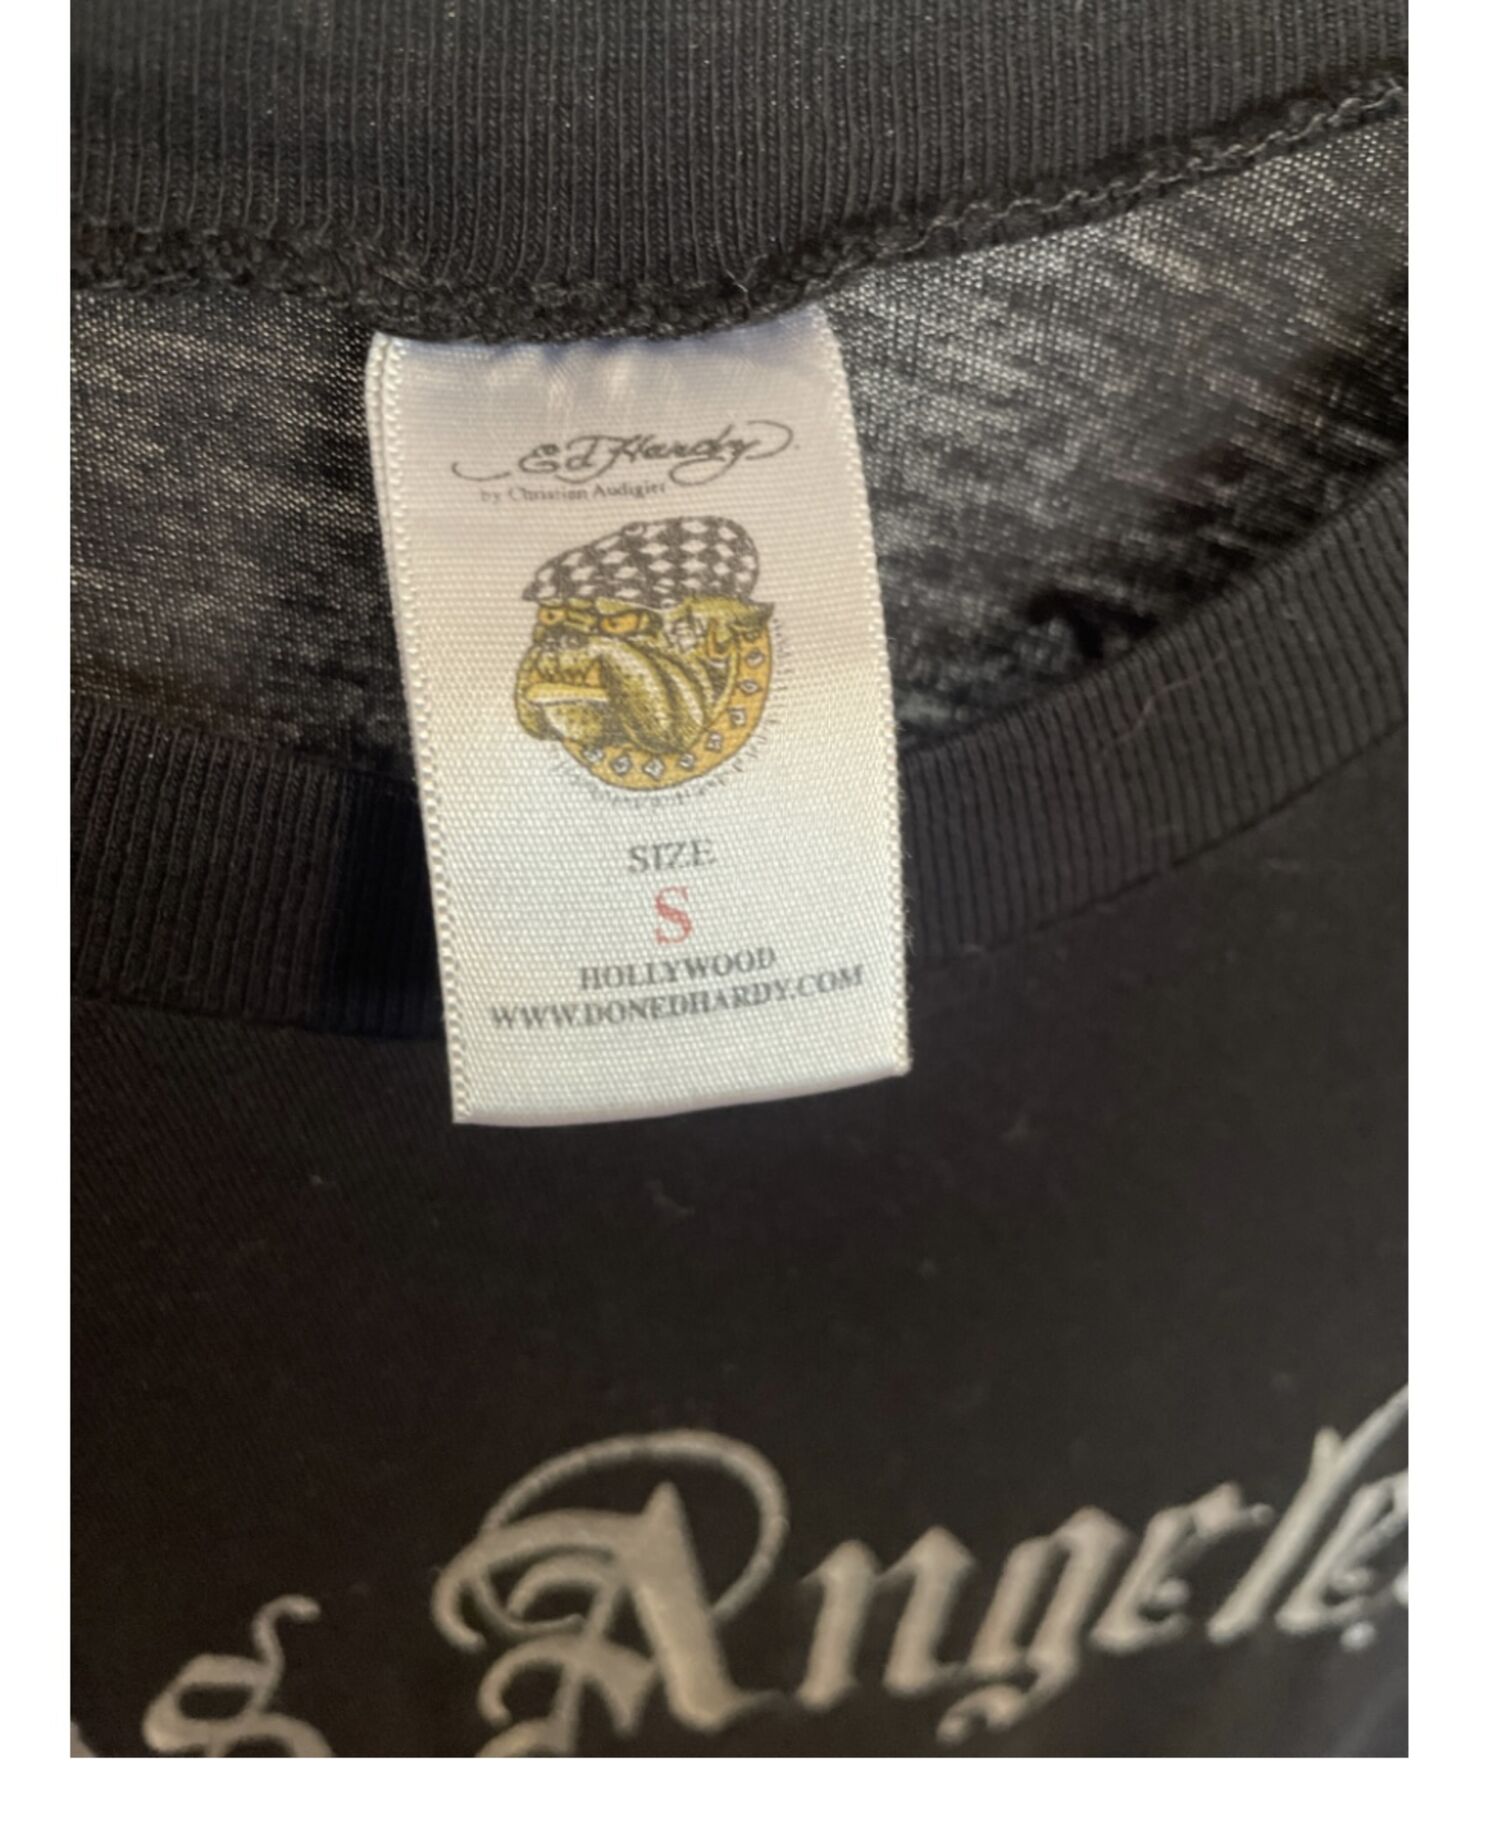 Ed Hardy
by Christian Audigier
SIZE
S
HOLLYWOOD
WWW.DONEDHARDY.COM
s Angele